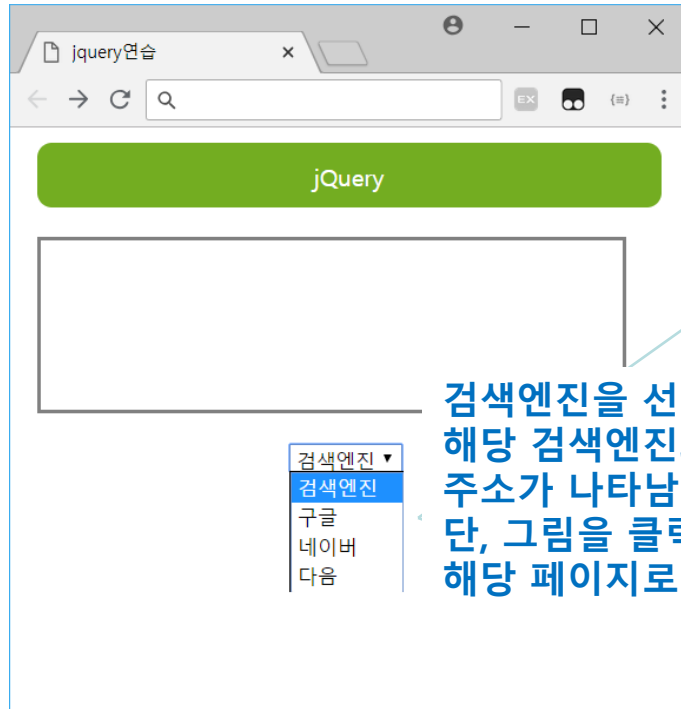 jquery연습
EX
jQuery
검색엔진을 선
해당 검색엔진
주소가 나타남
단, 그림을 클
해당 페이지로
검색엔진
검색엔진
구글
네이버
다음